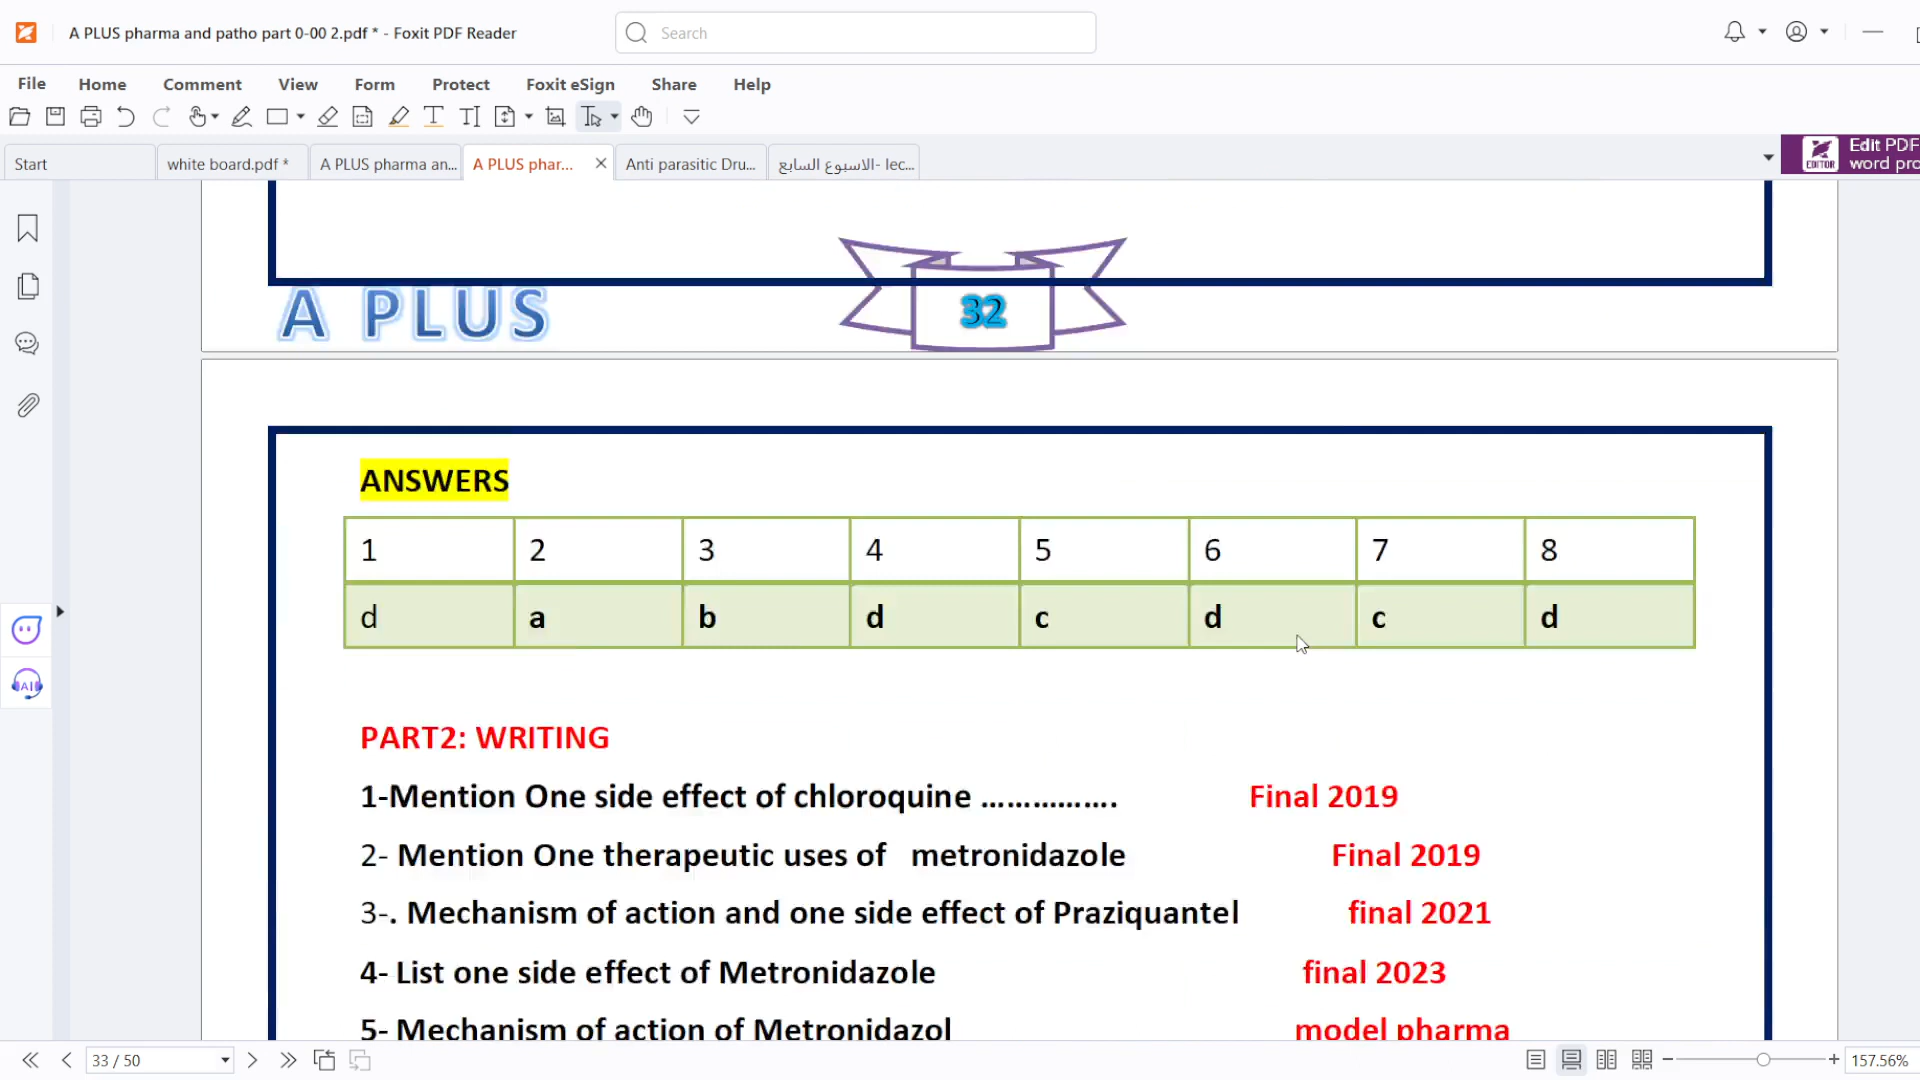 A PLUS pharma and patho part 0-00 2.pdf * - Foxit PDF Reader
Search
File Home Comment View Form Protect Foxit eSign Share Help
Start
white board.pdf *
A PLUS pharma an...
A PLUS phar...
Anti parasitic Dru...
الاسبوع السابع- lec...
EDITOR
Edit PDF
word pro
A PLUS
32
ANSWERS
1 2 3 4 5 6 7 8
d a b d c d c d
PART2: WRITING
1-Mention One side effect of chloroquine ……………. Final 2019
2- Mention One therapeutic uses of metronidazole Final 2019
3-. Mechanism of action and one side effect of Praziquantel final 2021
4- List one side effect of Metronidazole final 2023
5- Mechanism of action of Metronidazol model pharma
AI
33 / 50
157.56%